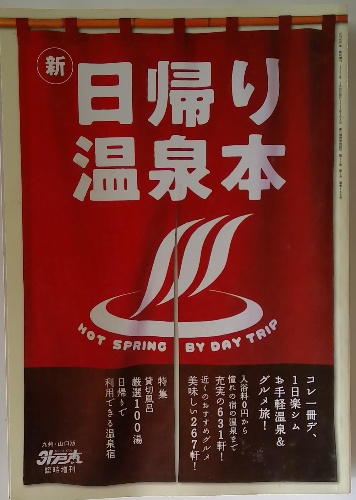 新
日帰り
温泉本
HOT SPRING BY DAY TRIP
コレ一冊デ、
1日楽シム
お手軽温泉&
グルメ旅!
入浴料0円から
憧れの宿の温泉まで
充実の631軒!
近くのおすすめグルメ
美味しい267軒!
特集
貸切風呂
厳選100湯
日帰りで
利用できる温泉宿
九州・山口版
臨時増刊